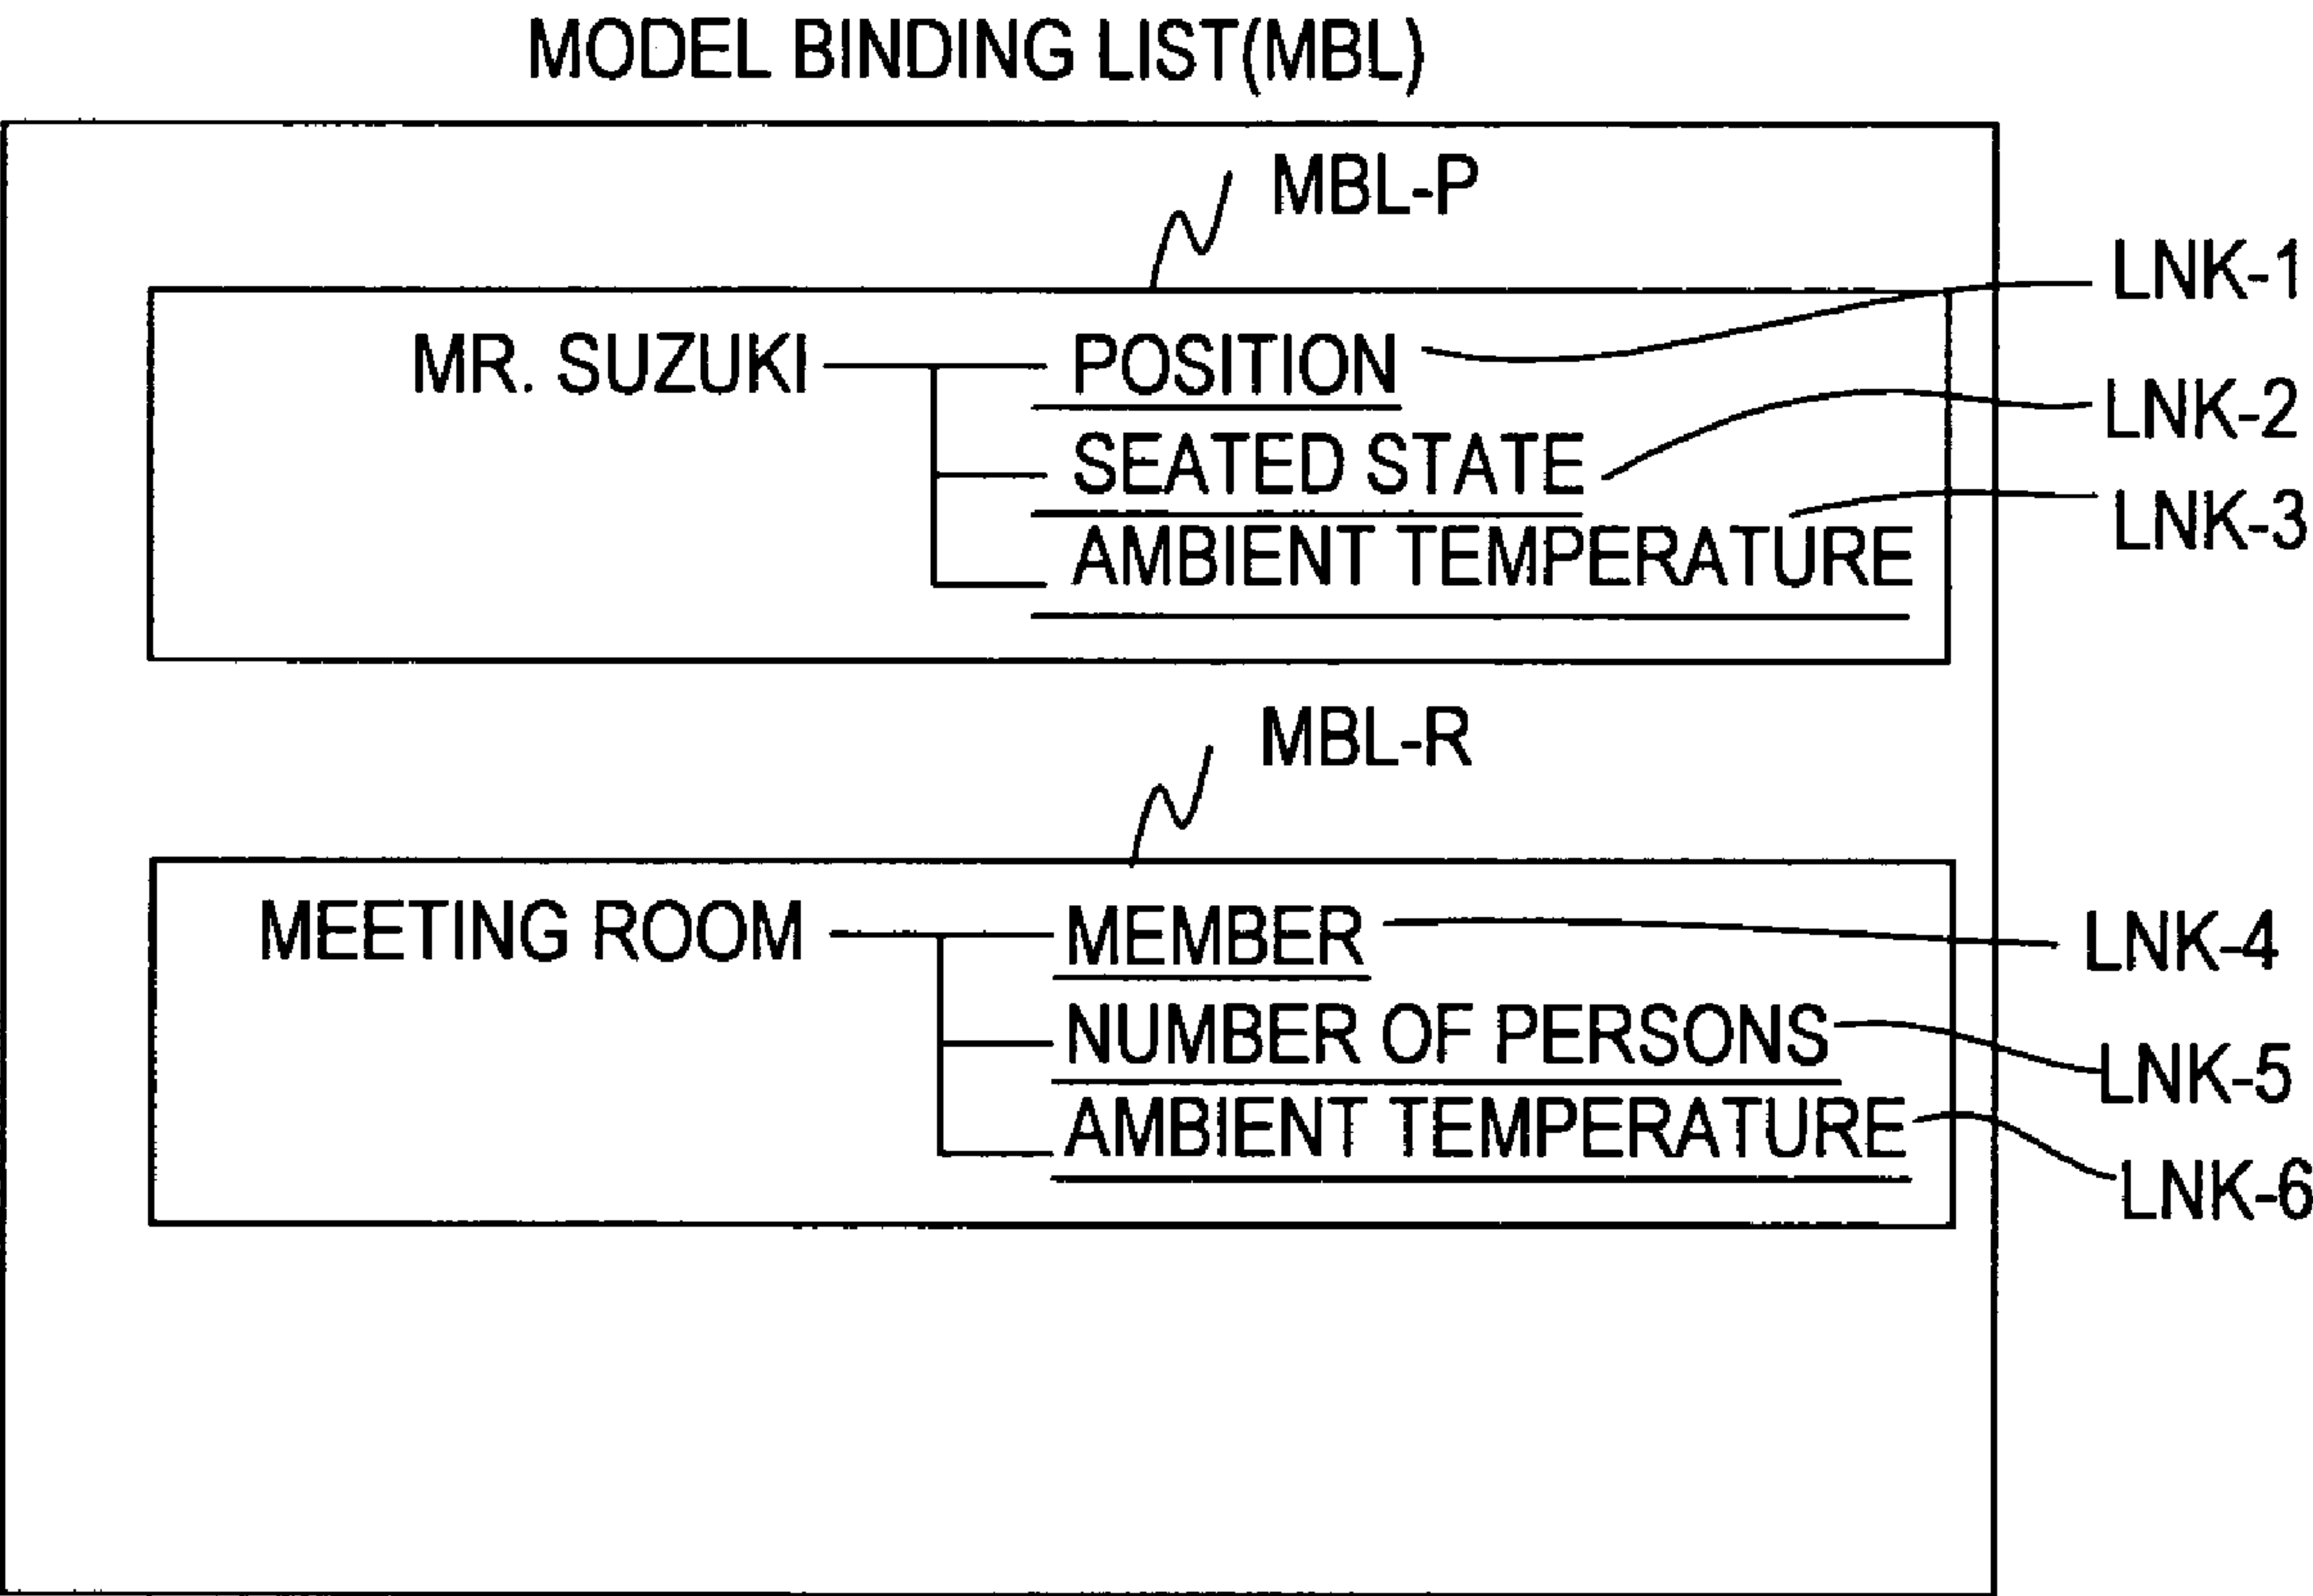 MODEL BINDING LIST(MBL)
MBL-P
LNK-1
MR. SUZUKI
POSITION
LNK-2
SEATED STATE
LNK-3
AMBIENT TEMPERATURE
MBL-R
MEETING ROOM
MEMBER
LNK-4
NUMBER OF PERSONS
LNK-5
AMBIENT TEMPERATURE
LNK-6